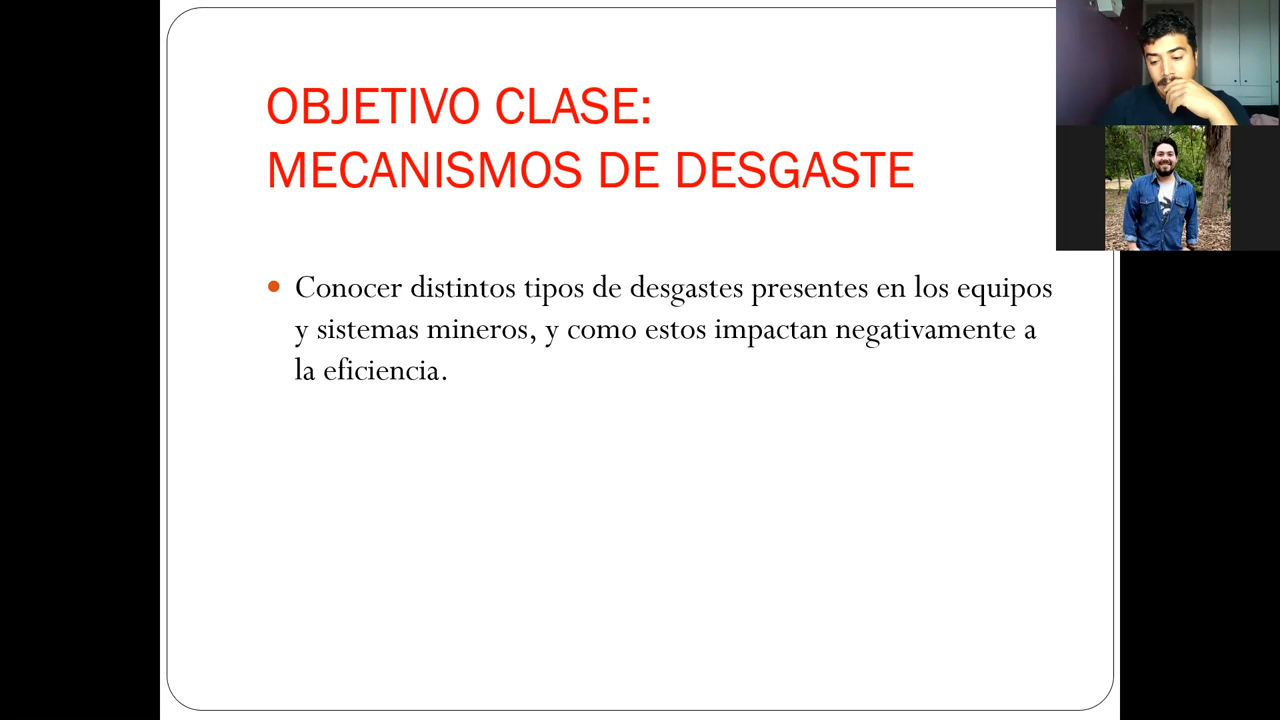 OBJETIVO CLASE:
MECANISMOS DE DESGASTE
• Conocer distintos tipos de desgastes presentes en los equipos
y sistemas mineros, y como estos impactan negativamente a
la eficiencia.